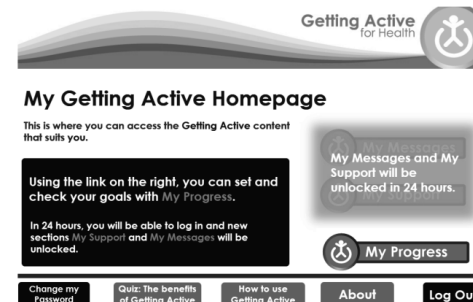 Getting Active
for Health
My Getting Active Homepage
This is where you can access the Getting Active content
that suits you.
Using the link on the right, you can set and
check your goals with My Progress.
In 24 hours, you will be able to log in and new
sections My Support and My Messages will be
unlocked.
My Messages
My Messages and My
Support will be
unlocked in 24 hours.
My Support
My Progress
Change my
Password
Quiz: The benefits
of Getting Active
How to use
Getting Active
About
Log Ou